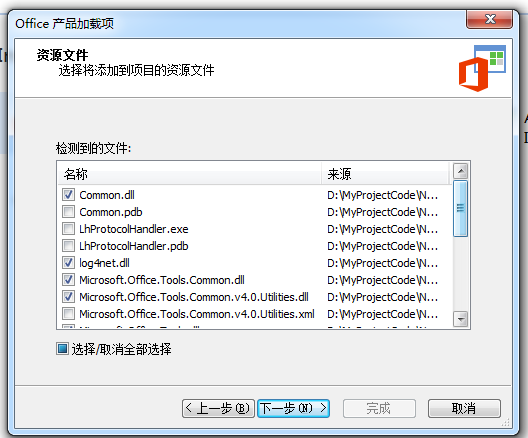 Office 产品加载项
资源文件
选择将添加到项目的资源文件
检测到的文件:
名称 来源
Common.dll D:\MyProjectCode\N...
Common.pdb D:\MyProjectCode\N...
LhProtocolHandler.exe D:\MyProjectCode\N...
LhProtocolHandler.pdb D:\MyProjectCode\N...
log4net.dll D:\MyProjectCode\N...
Microsoft.Office.Tools.Common.dll D:\MyProjectCode\N...
Microsoft.Office.Tools.Common.v4.0.Utilities.dll D:\MyProjectCode\N...
Microsoft.Office.Tools.Common.v4.0.Utilities.xml D:\MyProjectCode\N...
选择/取消全部选择
< 上一步(B) 下一步(N) > 完成 取消